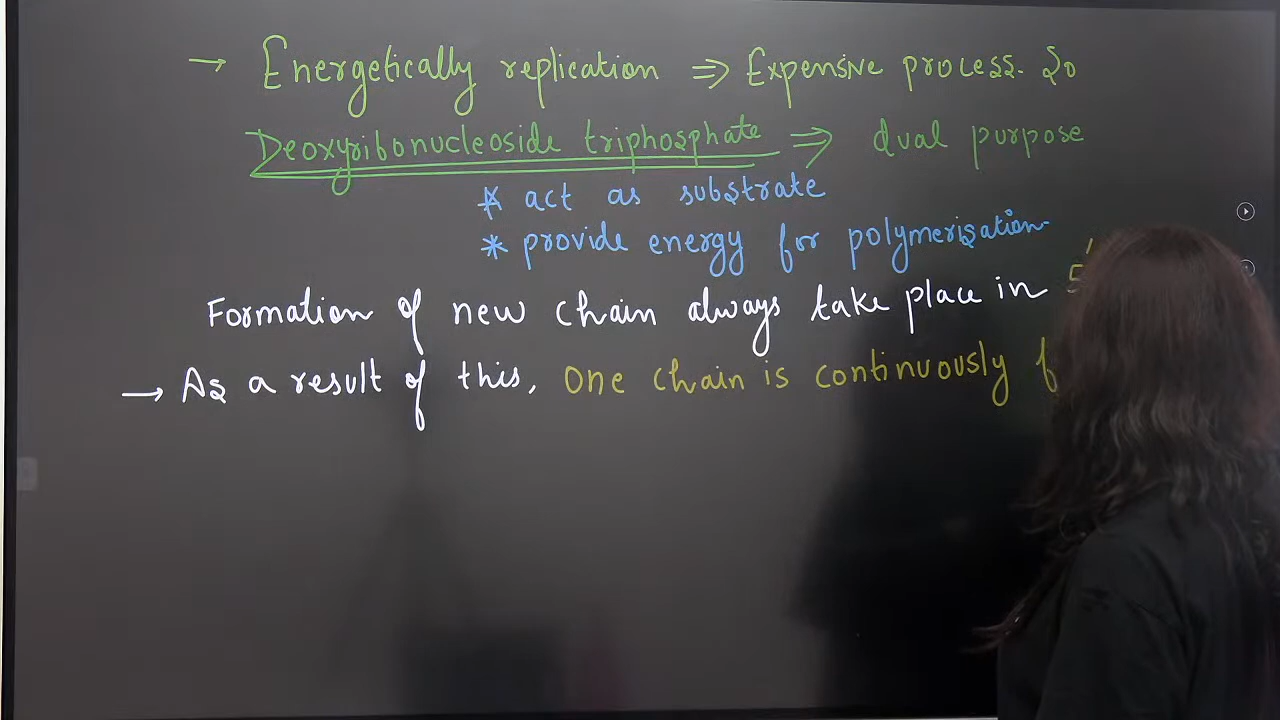 → Energetically replication ⇒ Expensive process. So
Deoxyribonucleoside triphosphate ⇒ dual purpose
* act as substrate
* provide energy for polymerisation.
Formation of new chain always take place in 5'
→ As a result of this, one chain is continuously f